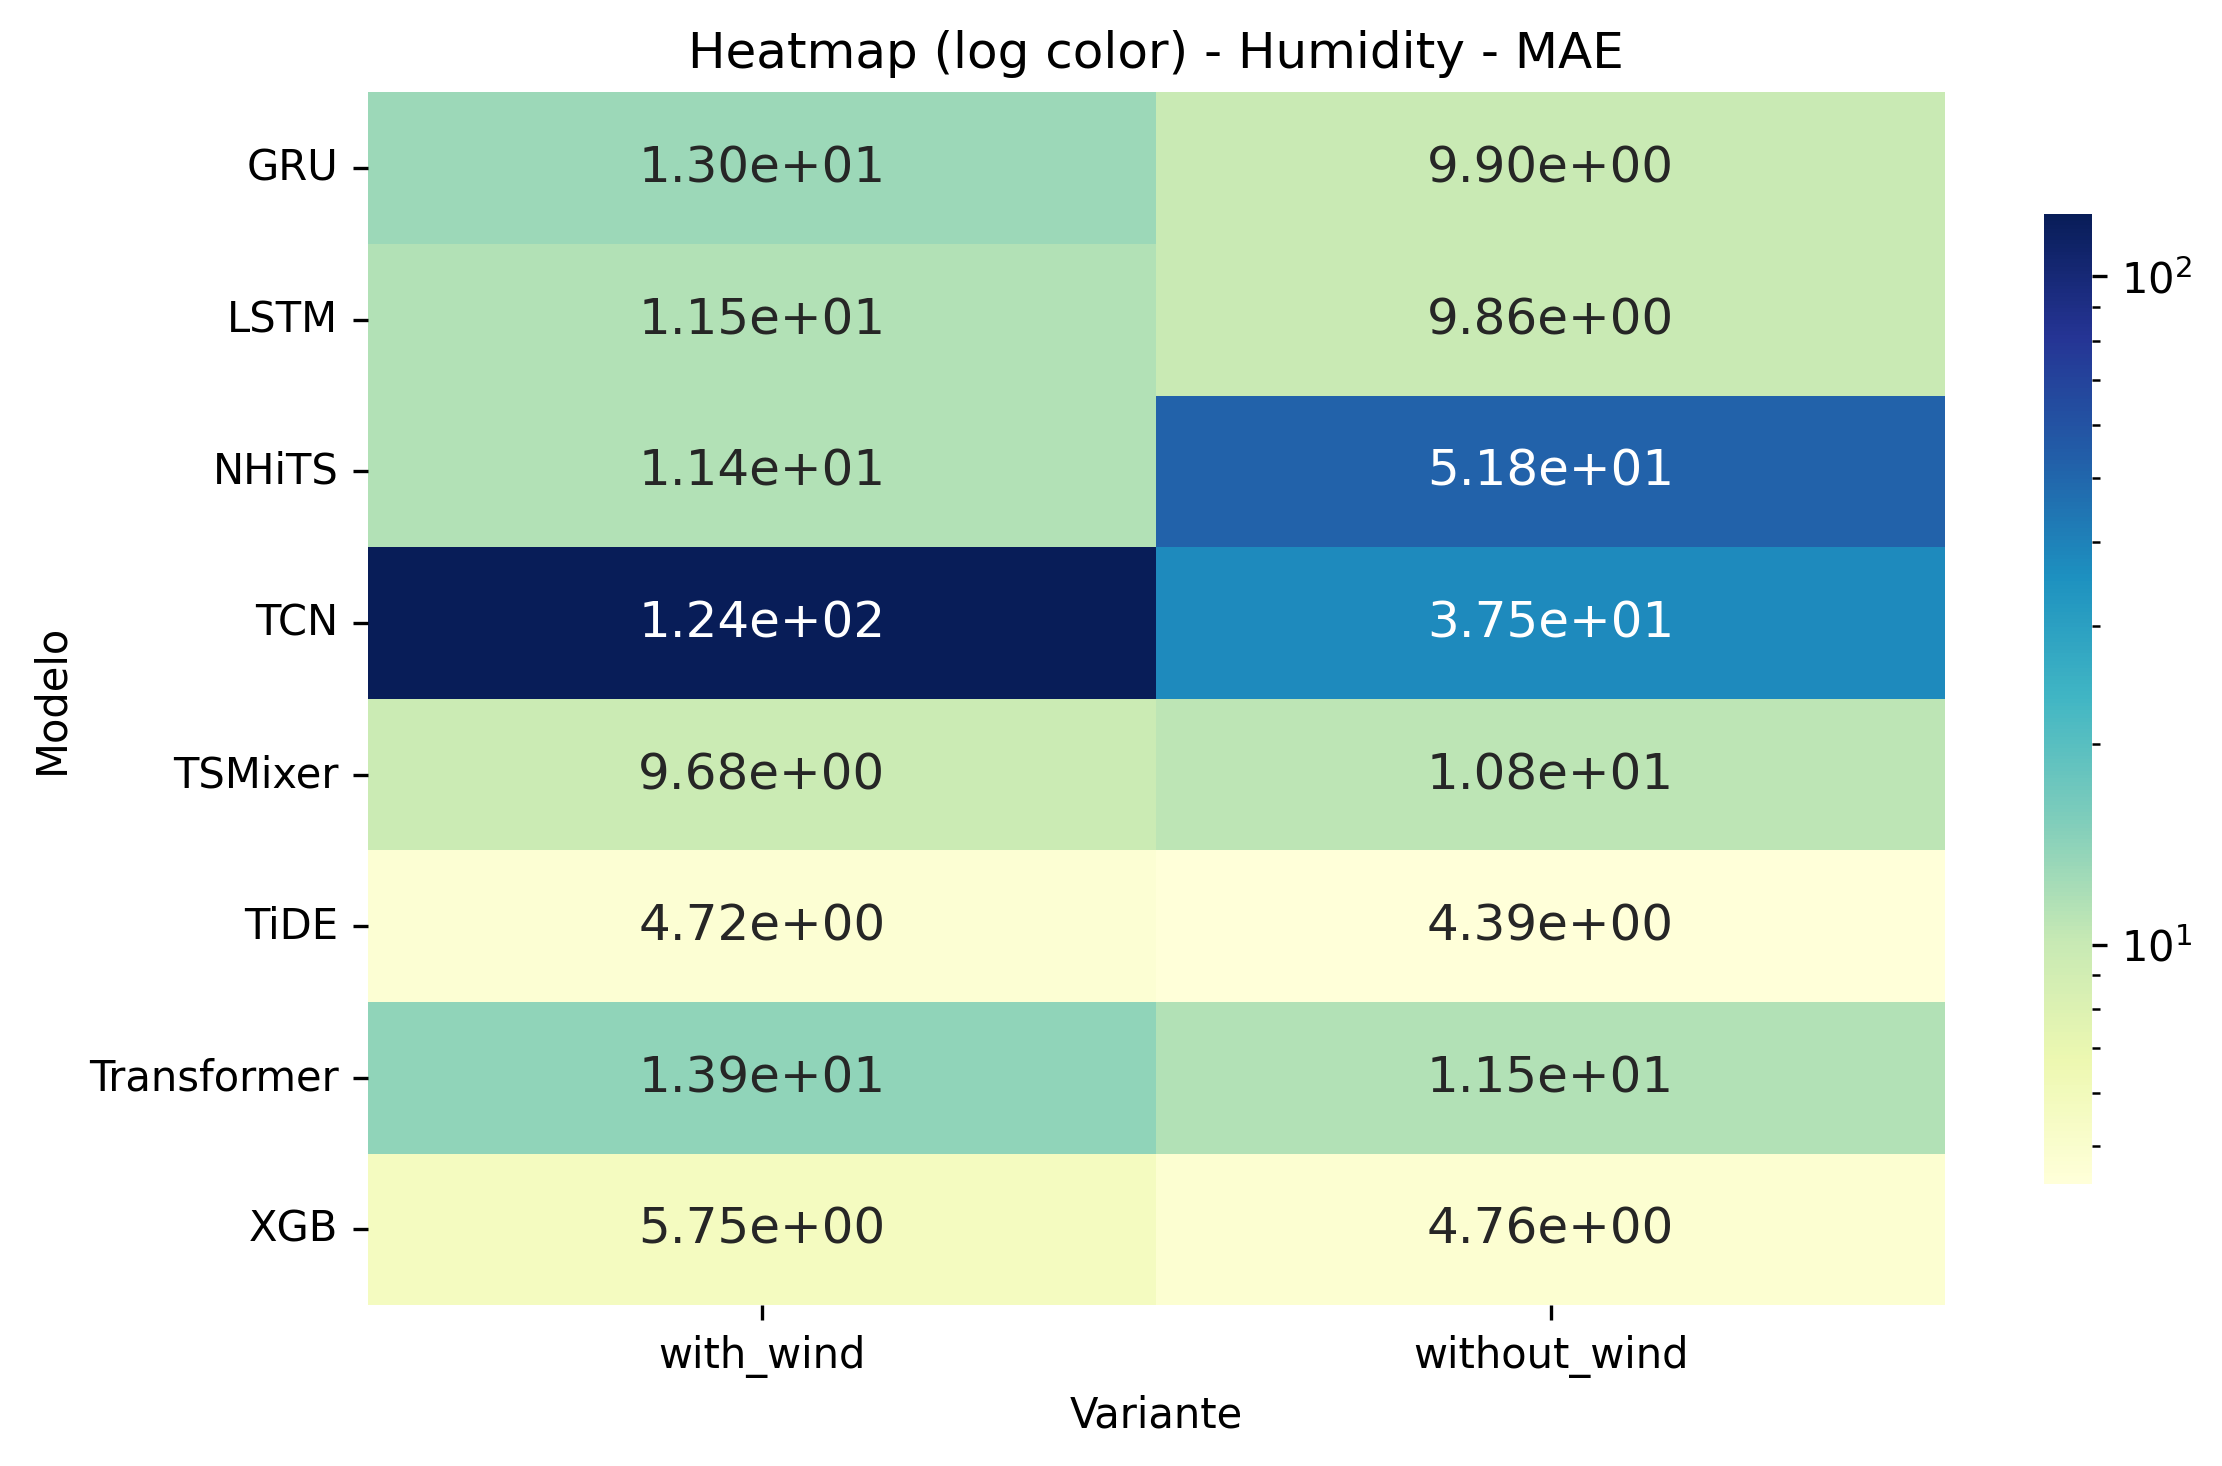 Heatmap (log color) - Humidity - MAE
GRU 1.30e+01 9.90e+00
LSTM 1.15e+01 9.86e+00
NHiTS 1.14e+01 5.18e+01
TCN 1.24e+02 3.75e+01
TSMixer 9.68e+00 1.08e+01
TiDE 4.72e+00 4.39e+00
Transformer 1.39e+01 1.15e+01
XGB 5.75e+00 4.76e+00
with_wind without_wind
Variante
Modelo
10²
10¹